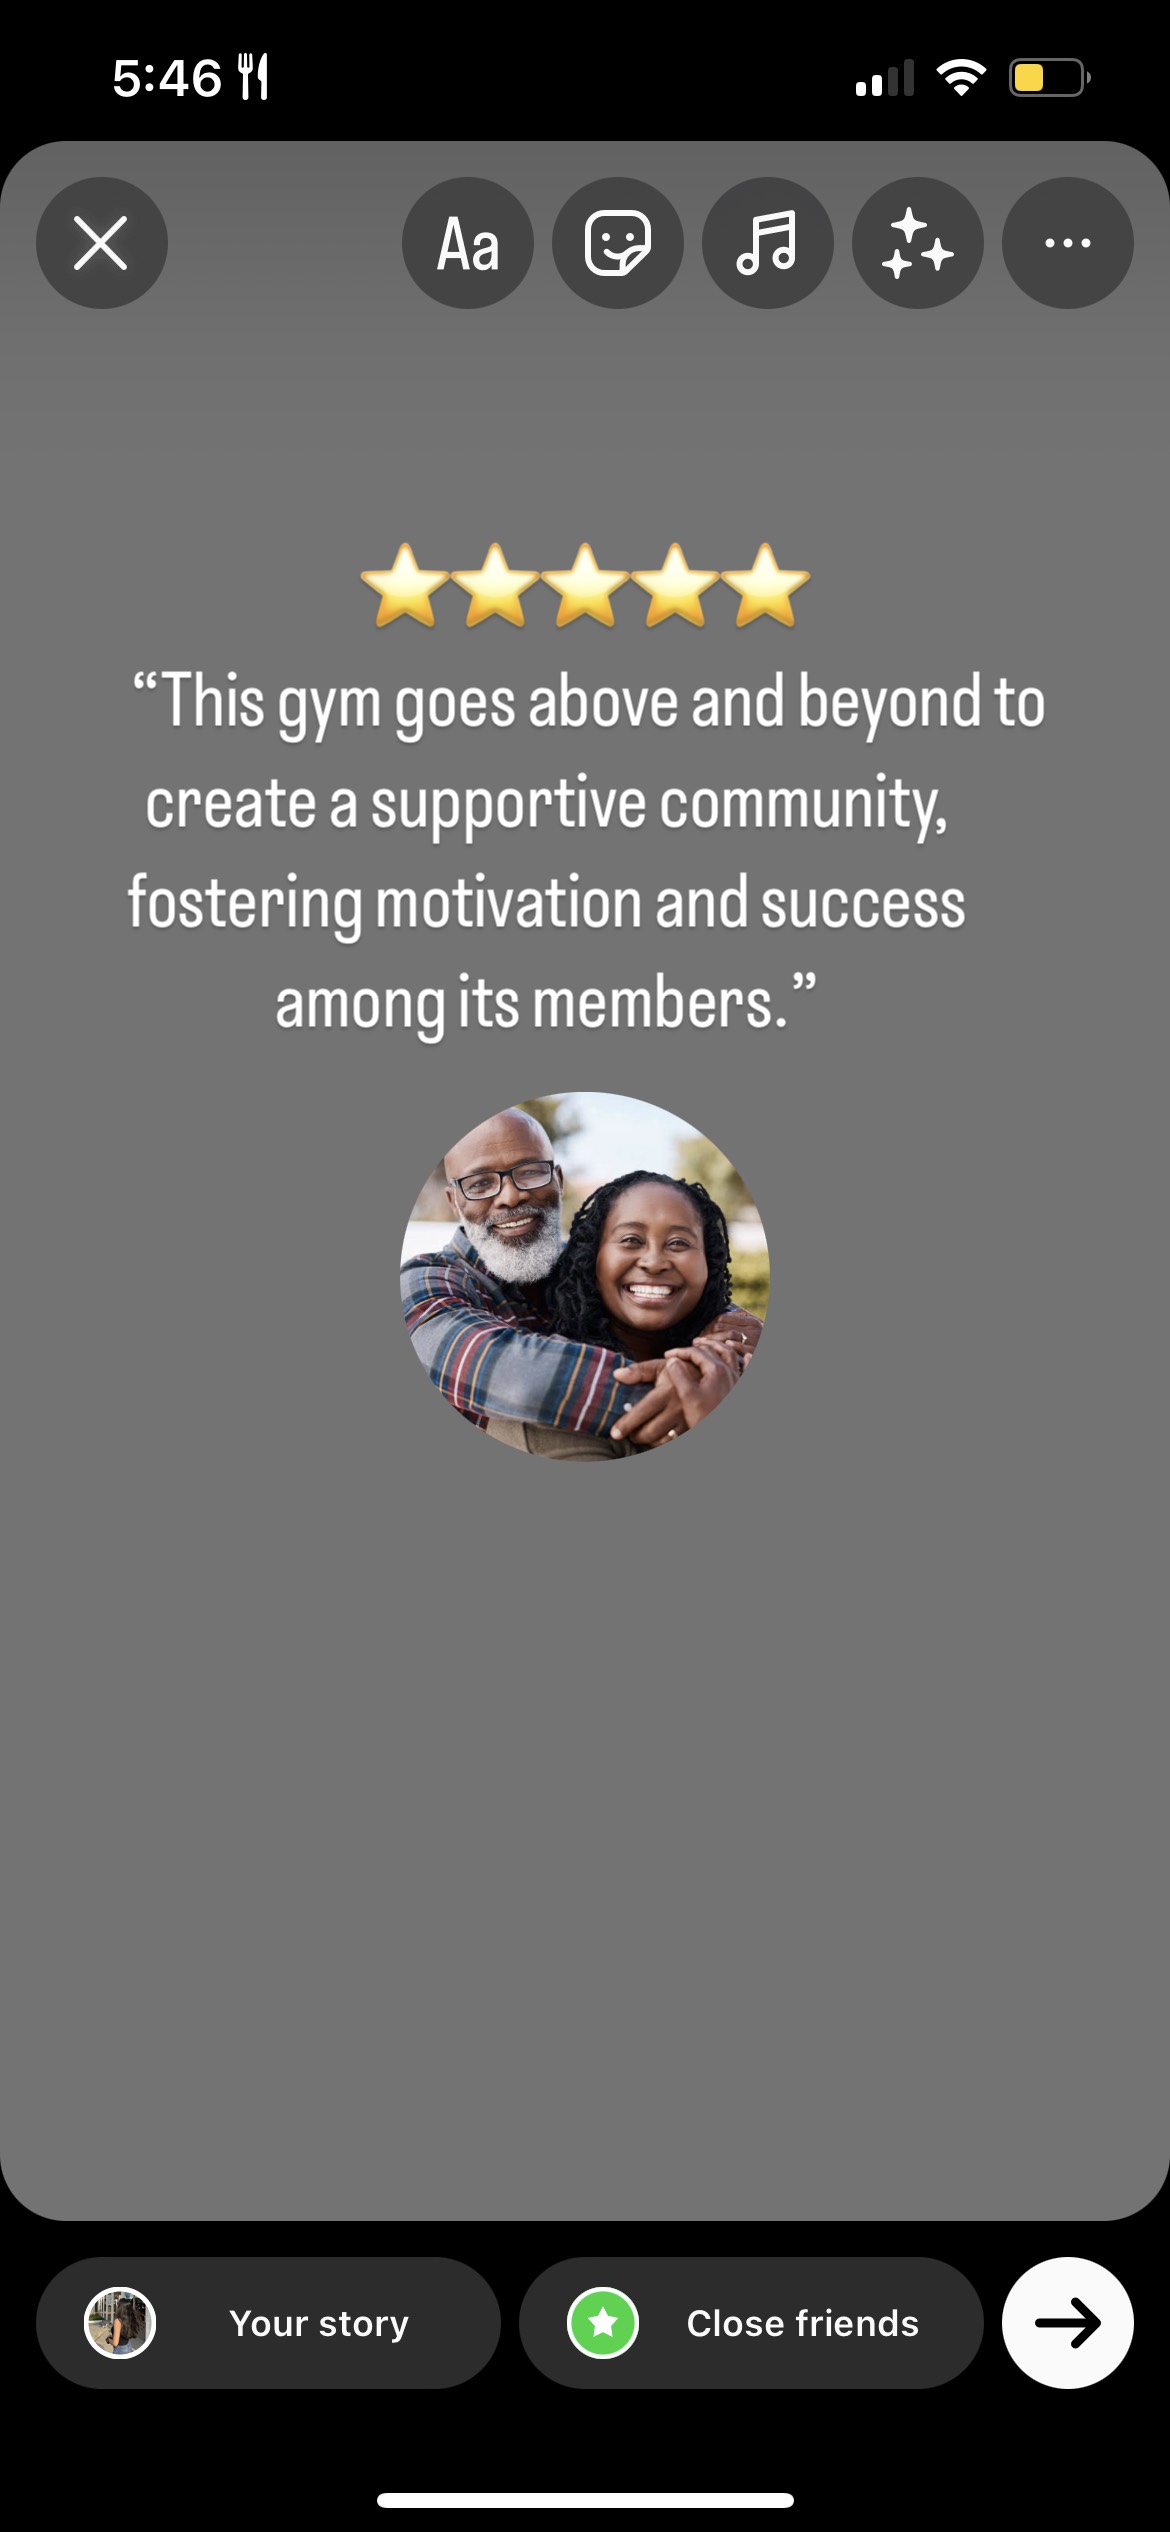 5:46
Aa
“This gym goes above and beyond to
create a supportive community,
fostering motivation and success
among its members.”
Your story
Close friends